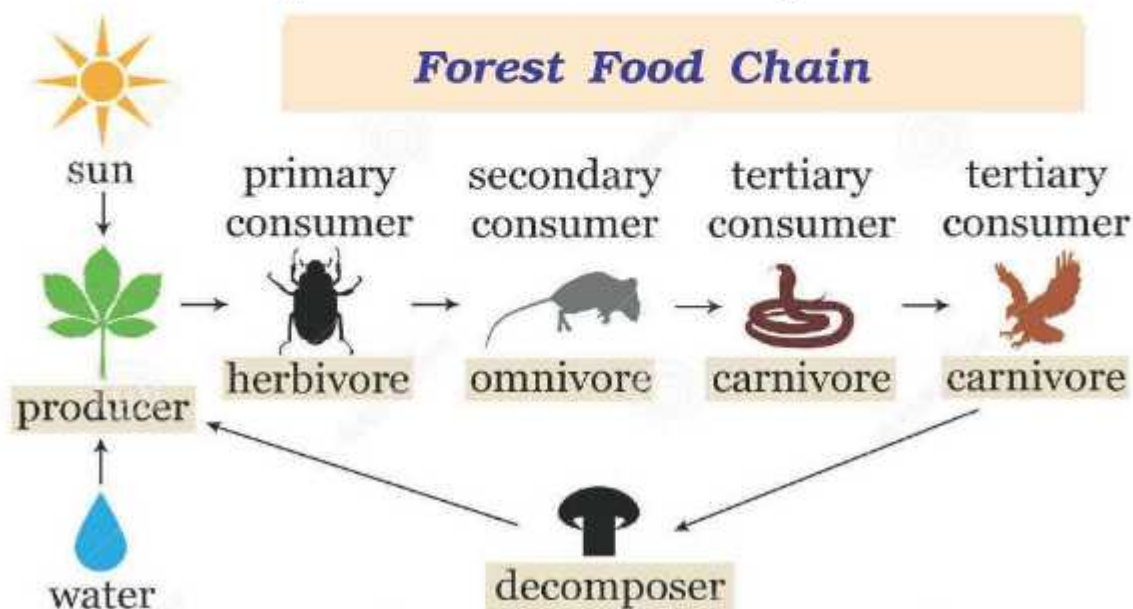 Forest Food Chain
sun
primary
consumer
secondary
consumer
tertiary
consumer
tertiary
consumer
herbivore
omnivore
carnivore
carnivore
producer
water
decomposer